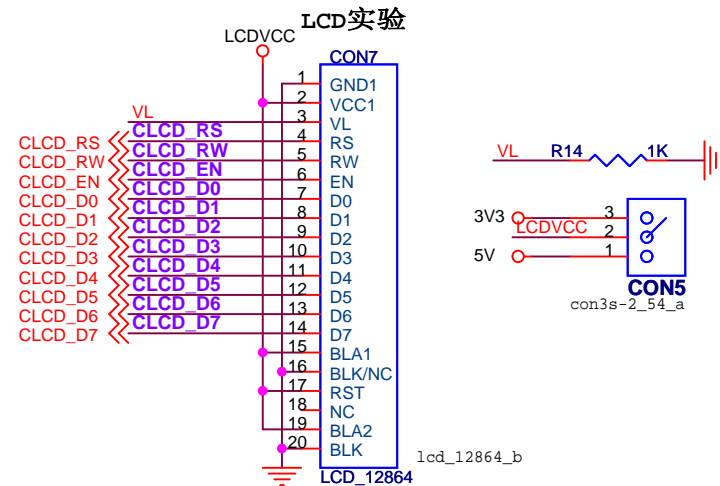 LCD实验
LCDVCC
CON7
1 GND1
2 VCC1
VL 3 VL
CLCD_RS CLCD_RS 4 RS
CLCD_RW CLCD_RW 5 RW
CLCD_EN CLCD_EN 6 EN
CLCD_D0 CLCD_D0 7 D0
CLCD_D1 CLCD_D1 8 D1
CLCD_D2 CLCD_D2 9 D2
CLCD_D3 CLCD_D3 10 D3
CLCD_D4 CLCD_D4 11 D4
CLCD_D5 CLCD_D5 12 D5
CLCD_D6 CLCD_D6 13 D6
CLCD_D7 CLCD_D7 14 D7
15 BLA1
16 BLK/NC
17 RST
18 NC
19 BLA2
20 BLK
LCD_12864
lcd_12864_b
VL R14 1K
3V3 3
LCDVCC 2
5V 1
CON5
con3s-2_54_a